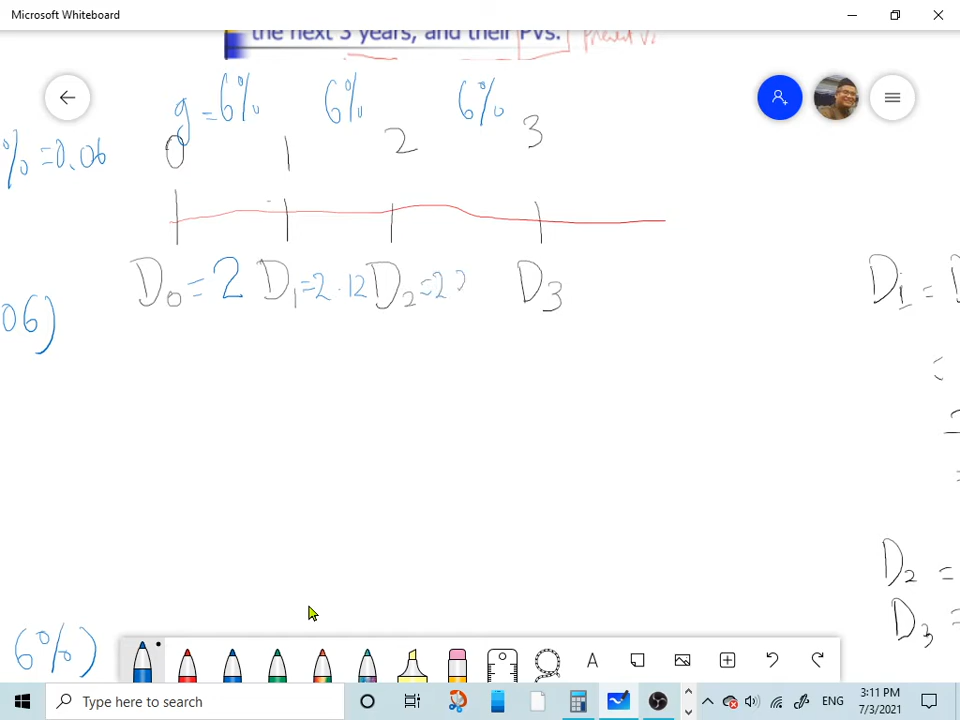 Microsoft Whiteboard
the next 3 years, and their PVs.
g = 6% 6% 6%
% = 0.06
0 1 2 3
D0 = 2 D1 = 2.12 D2 = 2 D3
06)
D1 =
=
=
D2 =
6%)
D3 =
A
Type here to search
ENG
3:11 PM
7/3/2021